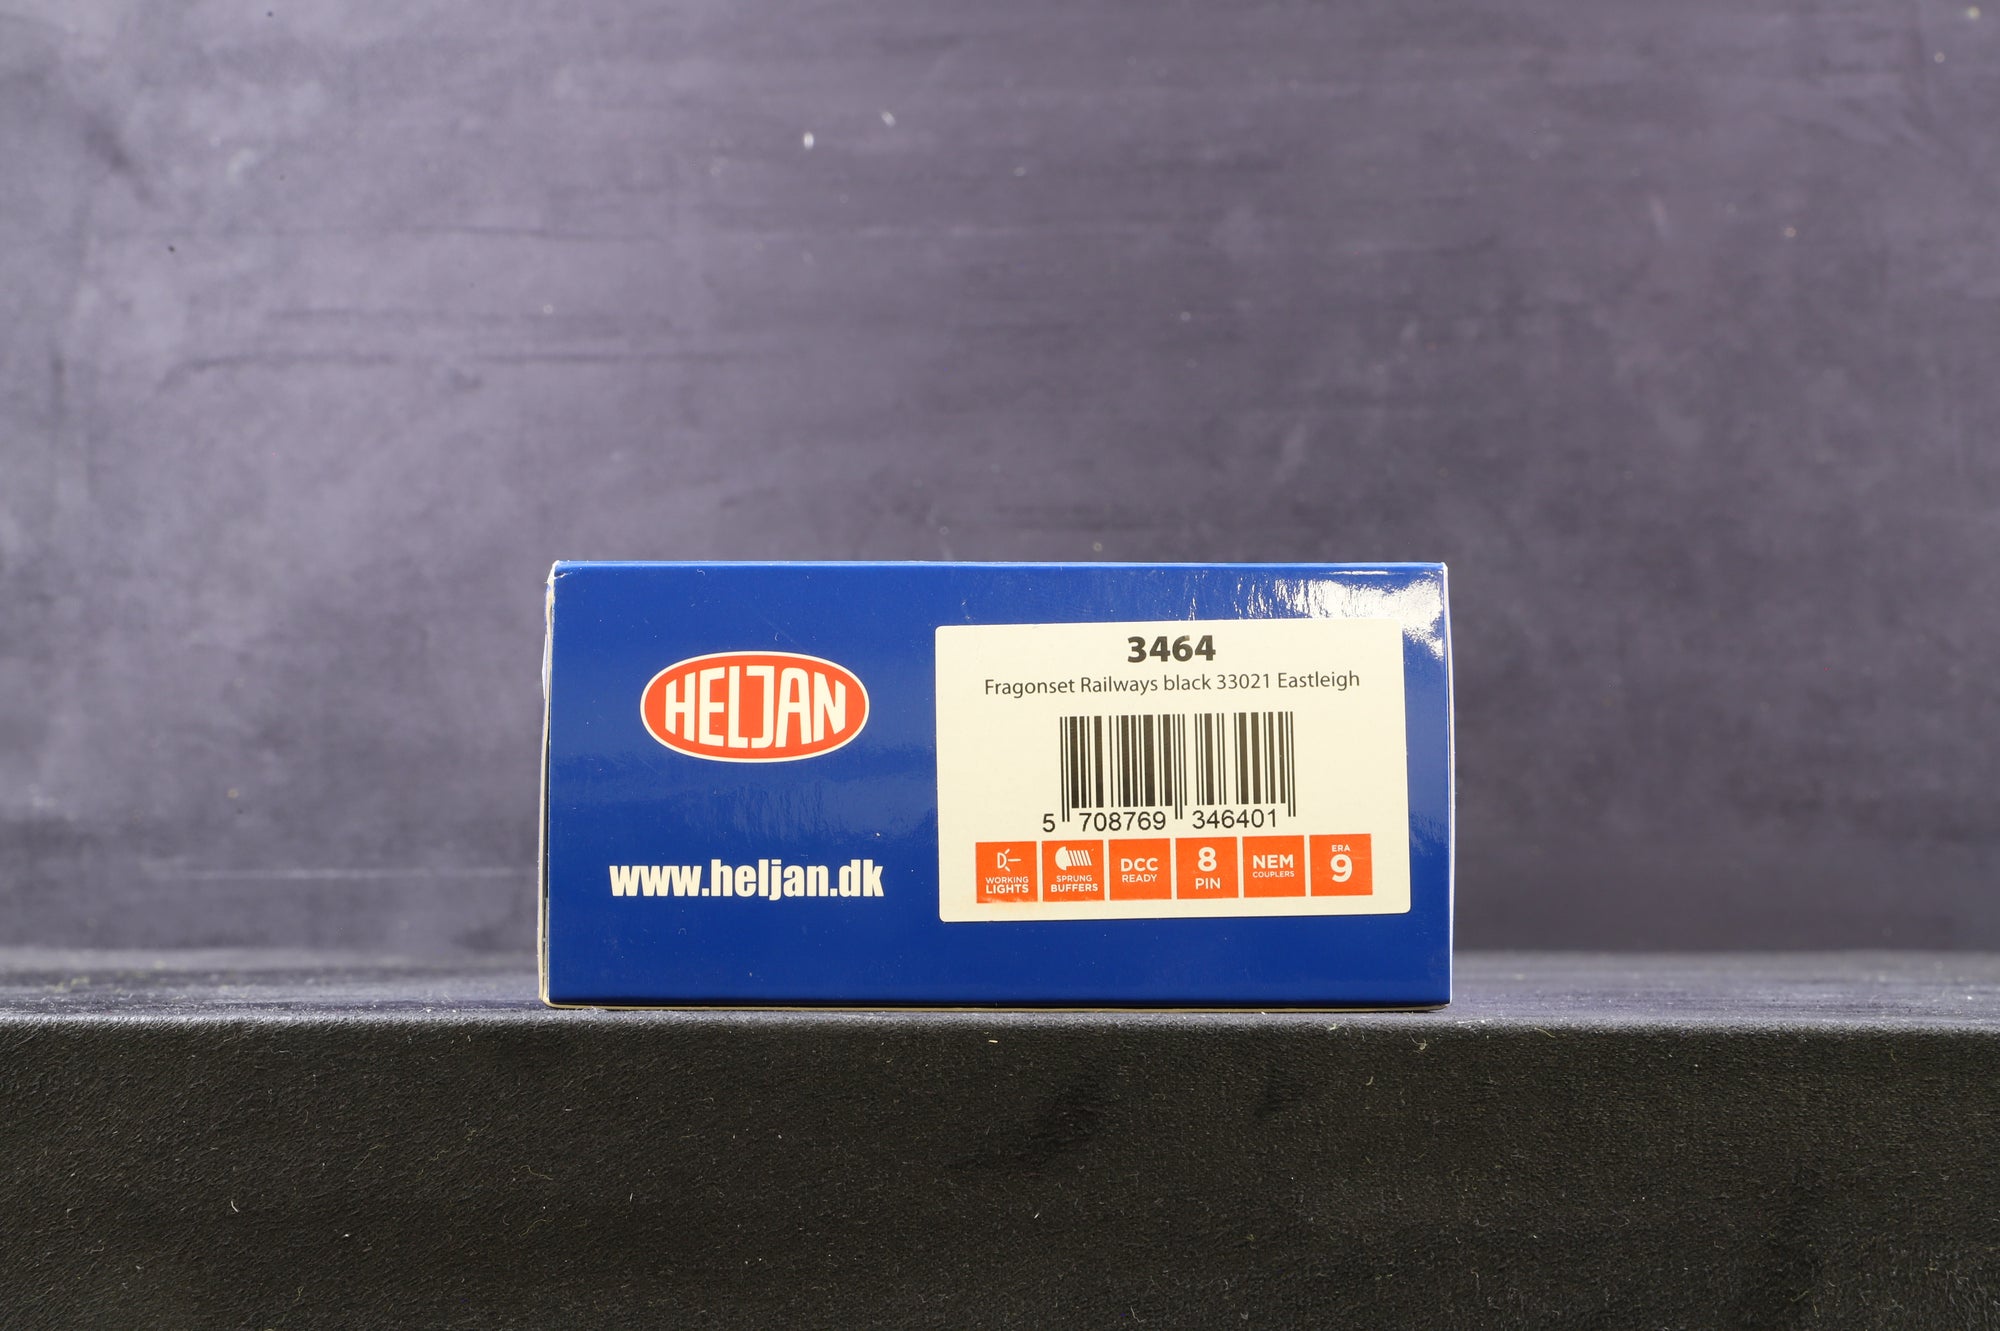 HELJAN
www.heljan.dk
3464
Fragonset Railways black 33021 Eastleigh
5 708769 346401
WORKING
LIGHTS
SPRUNG
BUFFERS
DCC
READY
8
PIN
NEM
COUPLERS
ERA
9